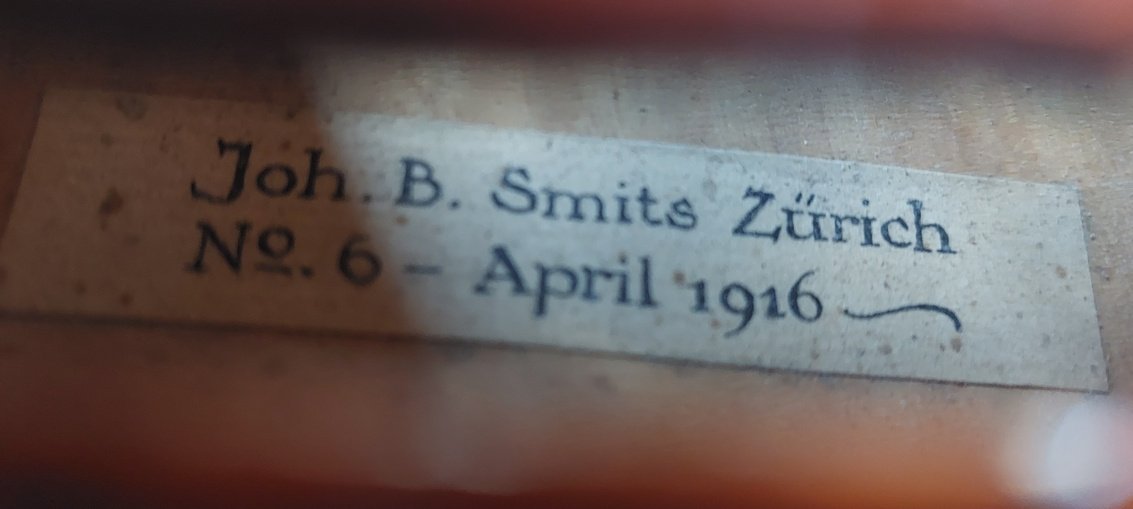 Joh. B. Smits Zürich
Nº. 6 – April 1916